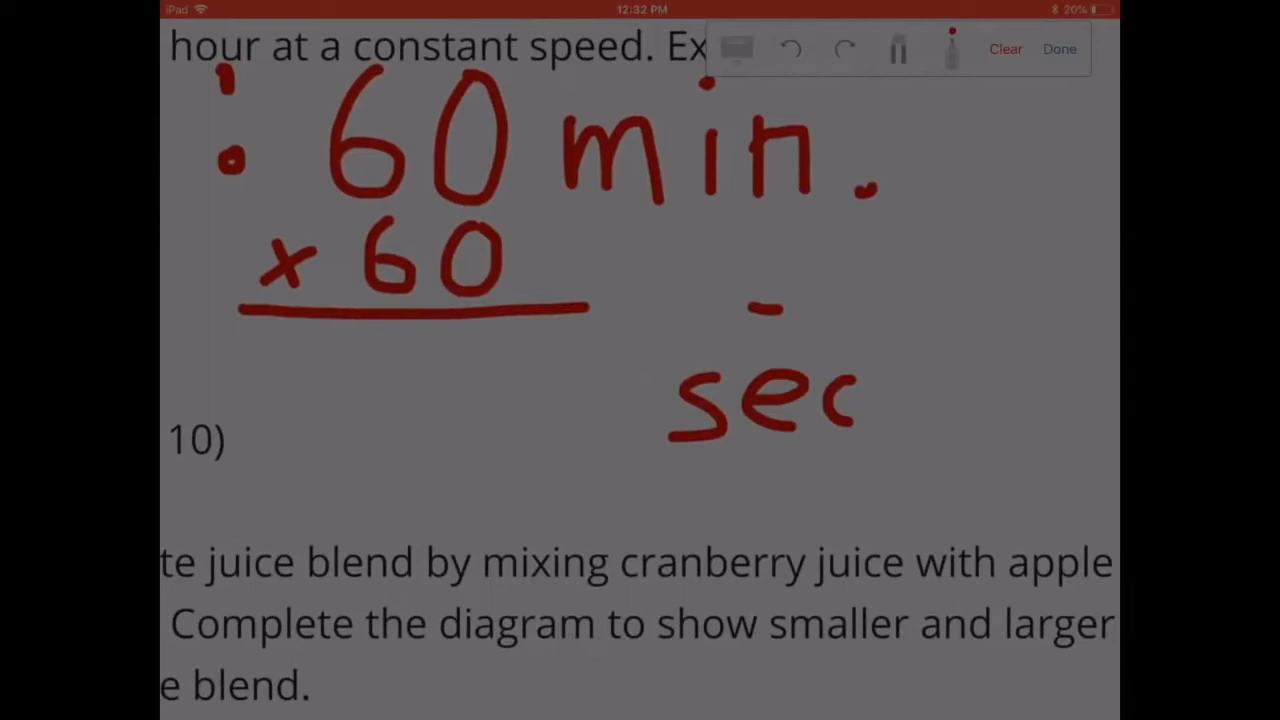 iPad 12:32 PM 20%
hour at a constant speed. Ex
Clear Done
: 60 min.
x 60
sec
10)
te juice blend by mixing cranberry juice with apple
Complete the diagram to show smaller and larger
e blend.